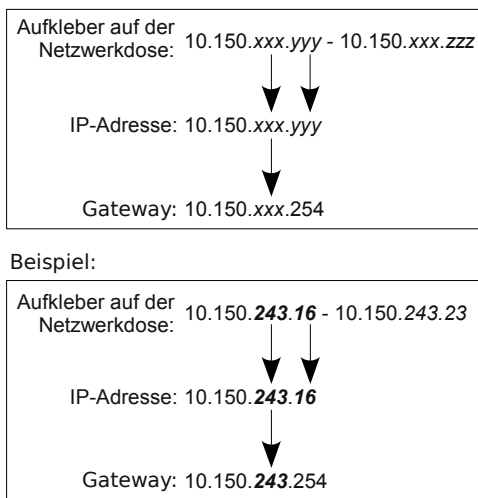 Aufkleber auf der
Netzwerkdose: 10.150.xxx.yyy - 10.150.xxx.zzz
IP-Adresse: 10.150.xxx.yyy
Gateway: 10.150.xxx.254
Beispiel:
Aufkleber auf der
Netzwerkdose: 10.150.243.16 - 10.150.243.23
IP-Adresse: 10.150.243.16
Gateway: 10.150.243.254